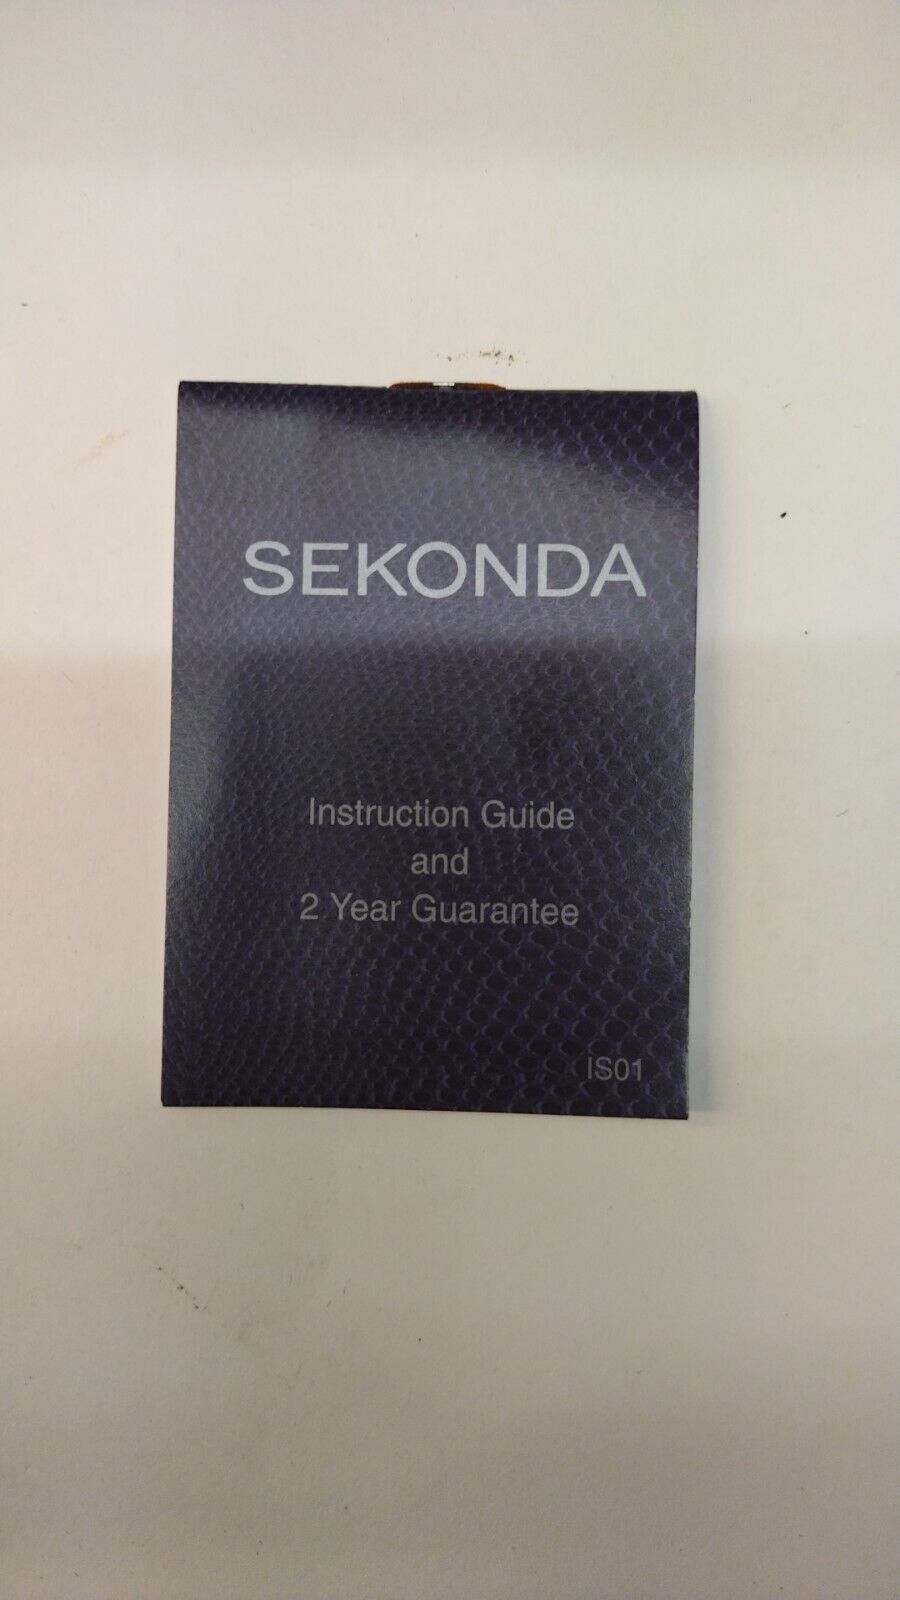 SEKONDA
Instruction Guide
and
2 Year Guarantee
IS01